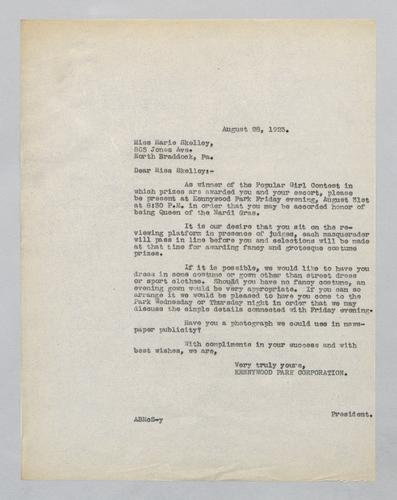 August 28, 1923.
Miss Marie Skelley,
805 Jones Ave.
North Braddock, Pa.
Dear Miss Skelley:-
As winner of the Popular Girl Contest in
which prizes are awarded you and your escort, please
be present at Kennywood Park Friday evening, August 31st
at 8:30 P.M. in order that you may be accorded honor of
being Queen of the Mardi Gras.
It is our desire that you sit on the re-
viewing platform in presence of judges, each masquerader
will pass in line before you and selections will be made
at that time for awarding fancy and grotesque costume
prizes.
If it is possible, we would like to have you
dress in some costume or gown other than street dress
or sport clothes. Should you have no fancy costume, an
evening gown would be very appropriate. If you can so
arrange it we would be pleased to have you come to the
Park Wednesday or Thursday night in order that we may
discuss the simple details connected with Friday evening.
Have you a photograph we could use in news-
paper publicity?
With compliments in your success and with
best wishes, we are,
Very truly yours,
KENNYWOOD PARK CORPORATION.
President.
ABMcS-y